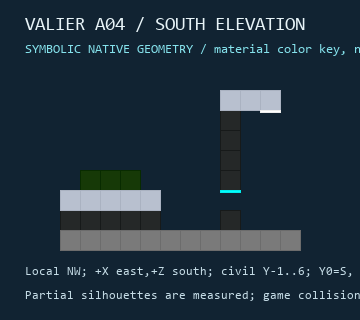 VALIER A04 / SOUTH ELEVATION
SYMBOLIC NATIVE GEOMETRY / material color key, n
Local NW; +X east,+Z south; civil Y-1..6; Y0=S,
Partial silhouettes are measured; game collision